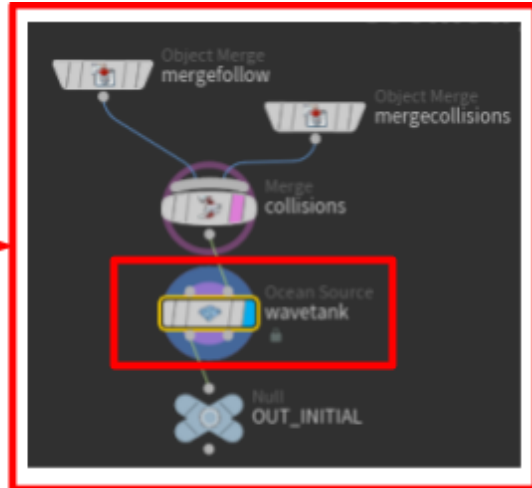 Object Merge
mergefollow
Object Merge
mergecollisions
Merge
collisions
Ocean Source
wavetank
Null
OUT_INITIAL